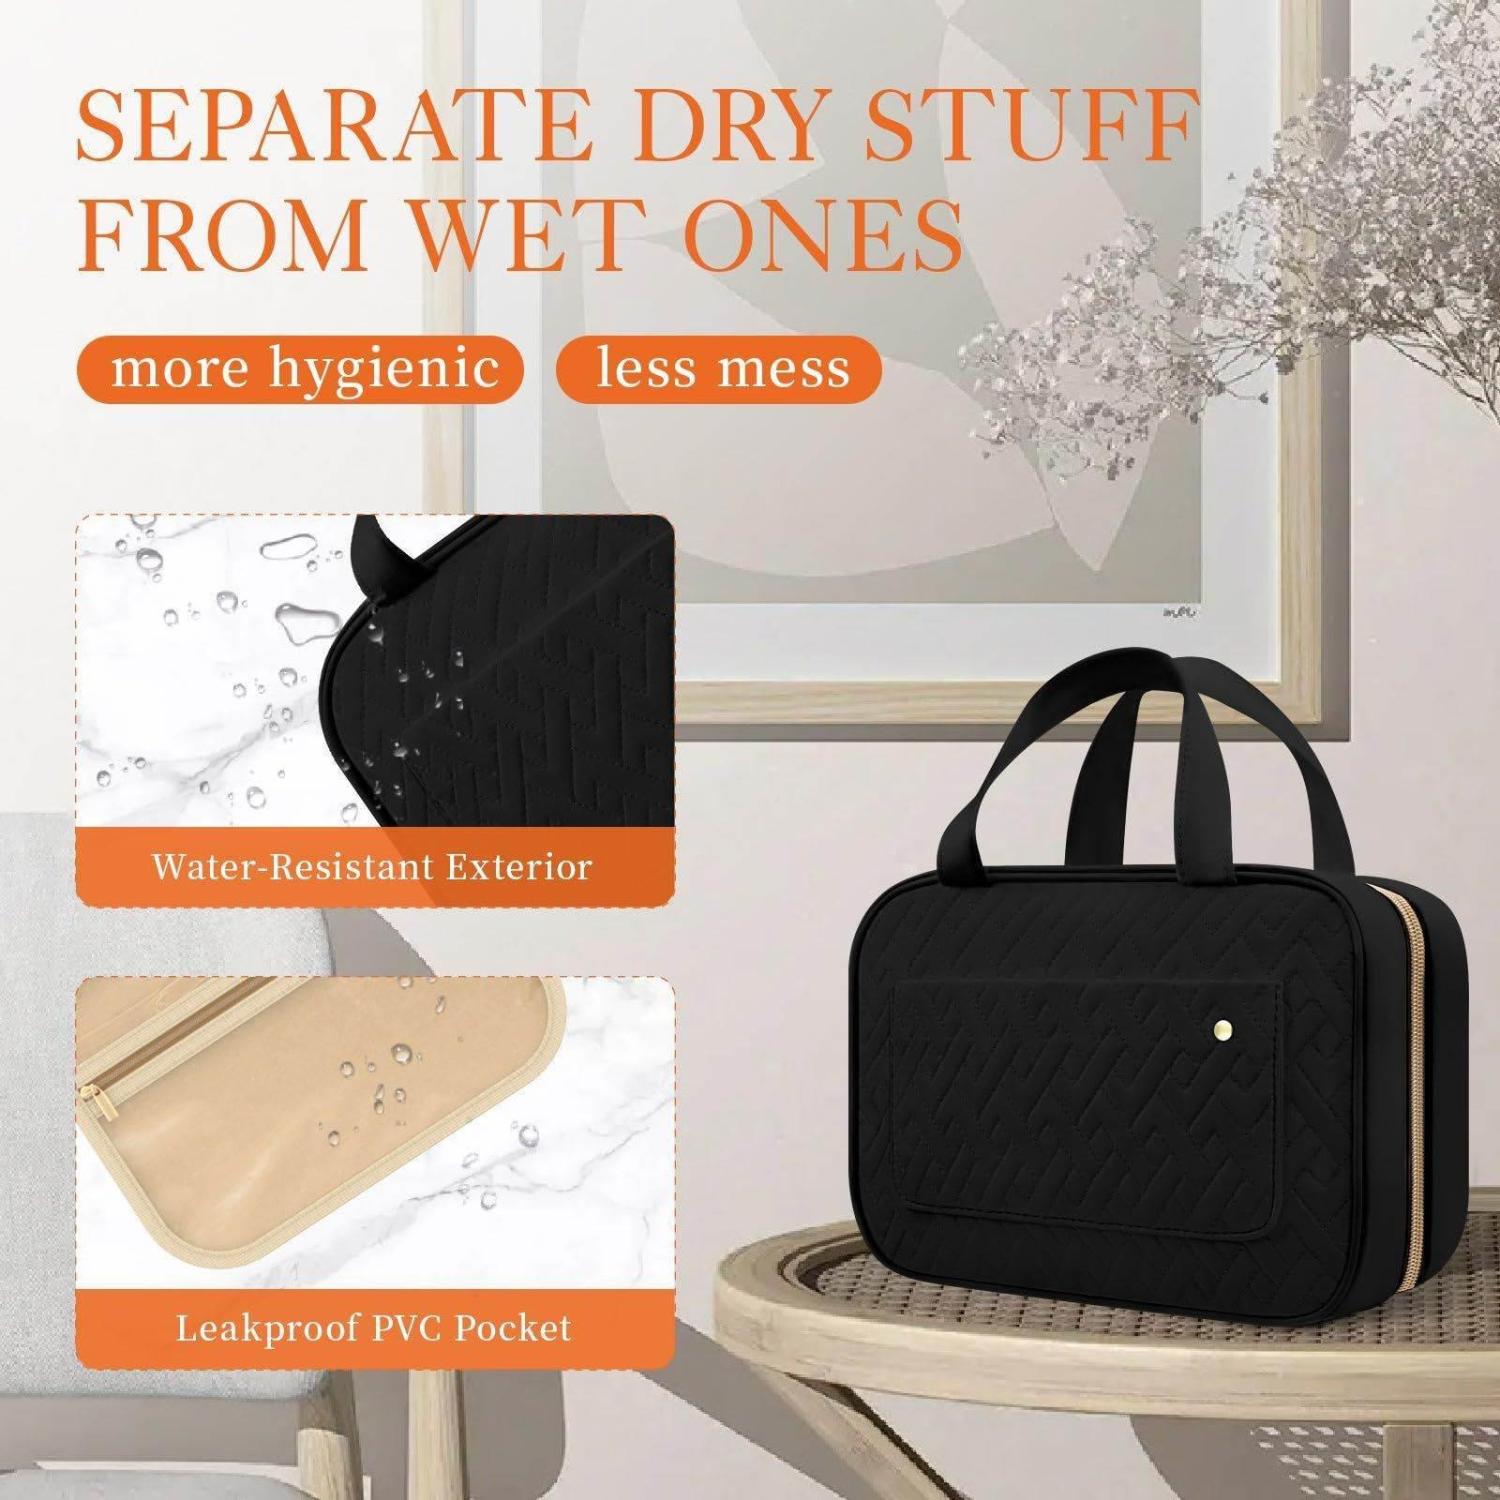 SEPARATE DRY STUFF
FROM WET ONES
more hygienic
less mess
Water-Resistant Exterior
Leakproof PVC Pocket